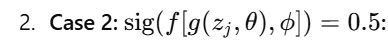 2. Case 2: sig(f[g(z_j, θ), ϕ]) = 0.5: